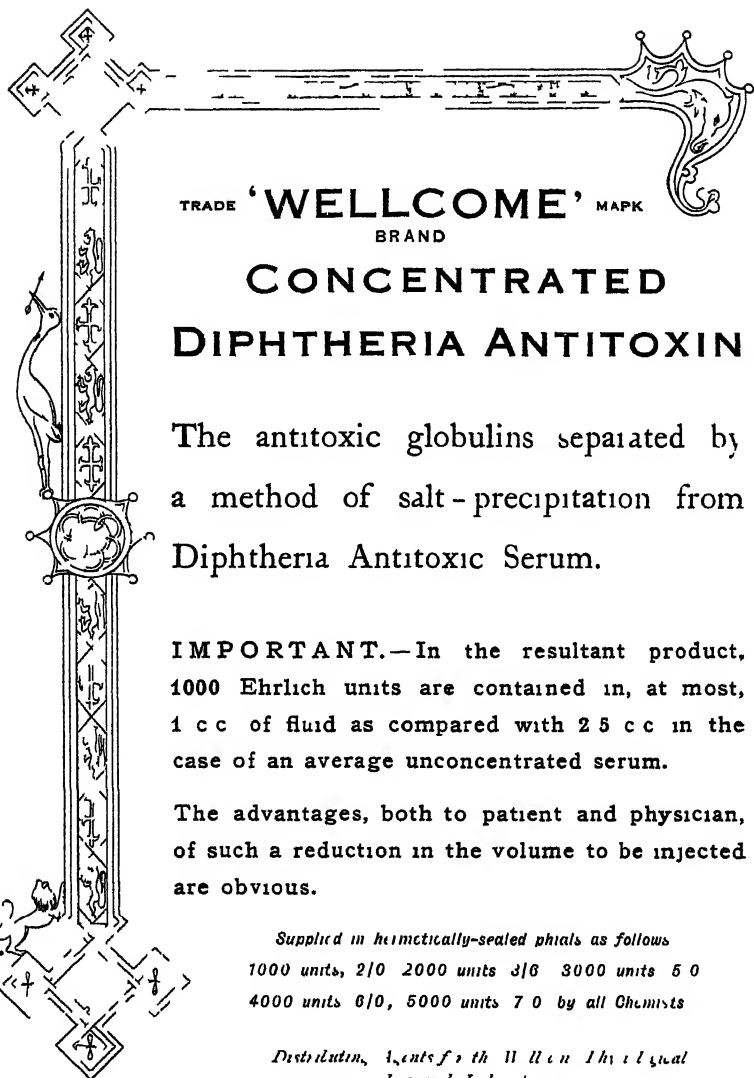 TRADE ‘WELLCOME’ MARK
BRAND
CONCENTRATED
DIPHTHERIA ANTITOXIN
The antitoxic globulins separated by
a method of salt-precipitation from
Diphtheria Antitoxic Serum.
IMPORTANT.—In the resultant product,
1000 Ehrlich units are contained in, at most,
1 c c of fluid as compared with 2 5 c c in the
case of an average unconcentrated serum.
The advantages, both to patient and physician,
of such a reduction in the volume to be injected
are obvious.
Supplied in hermetically-sealed phials as follows
1000 units, 2/0 2000 units 3/6 3000 units 5 0
4000 units 6/0, 5000 units 7 0 by all Chemists